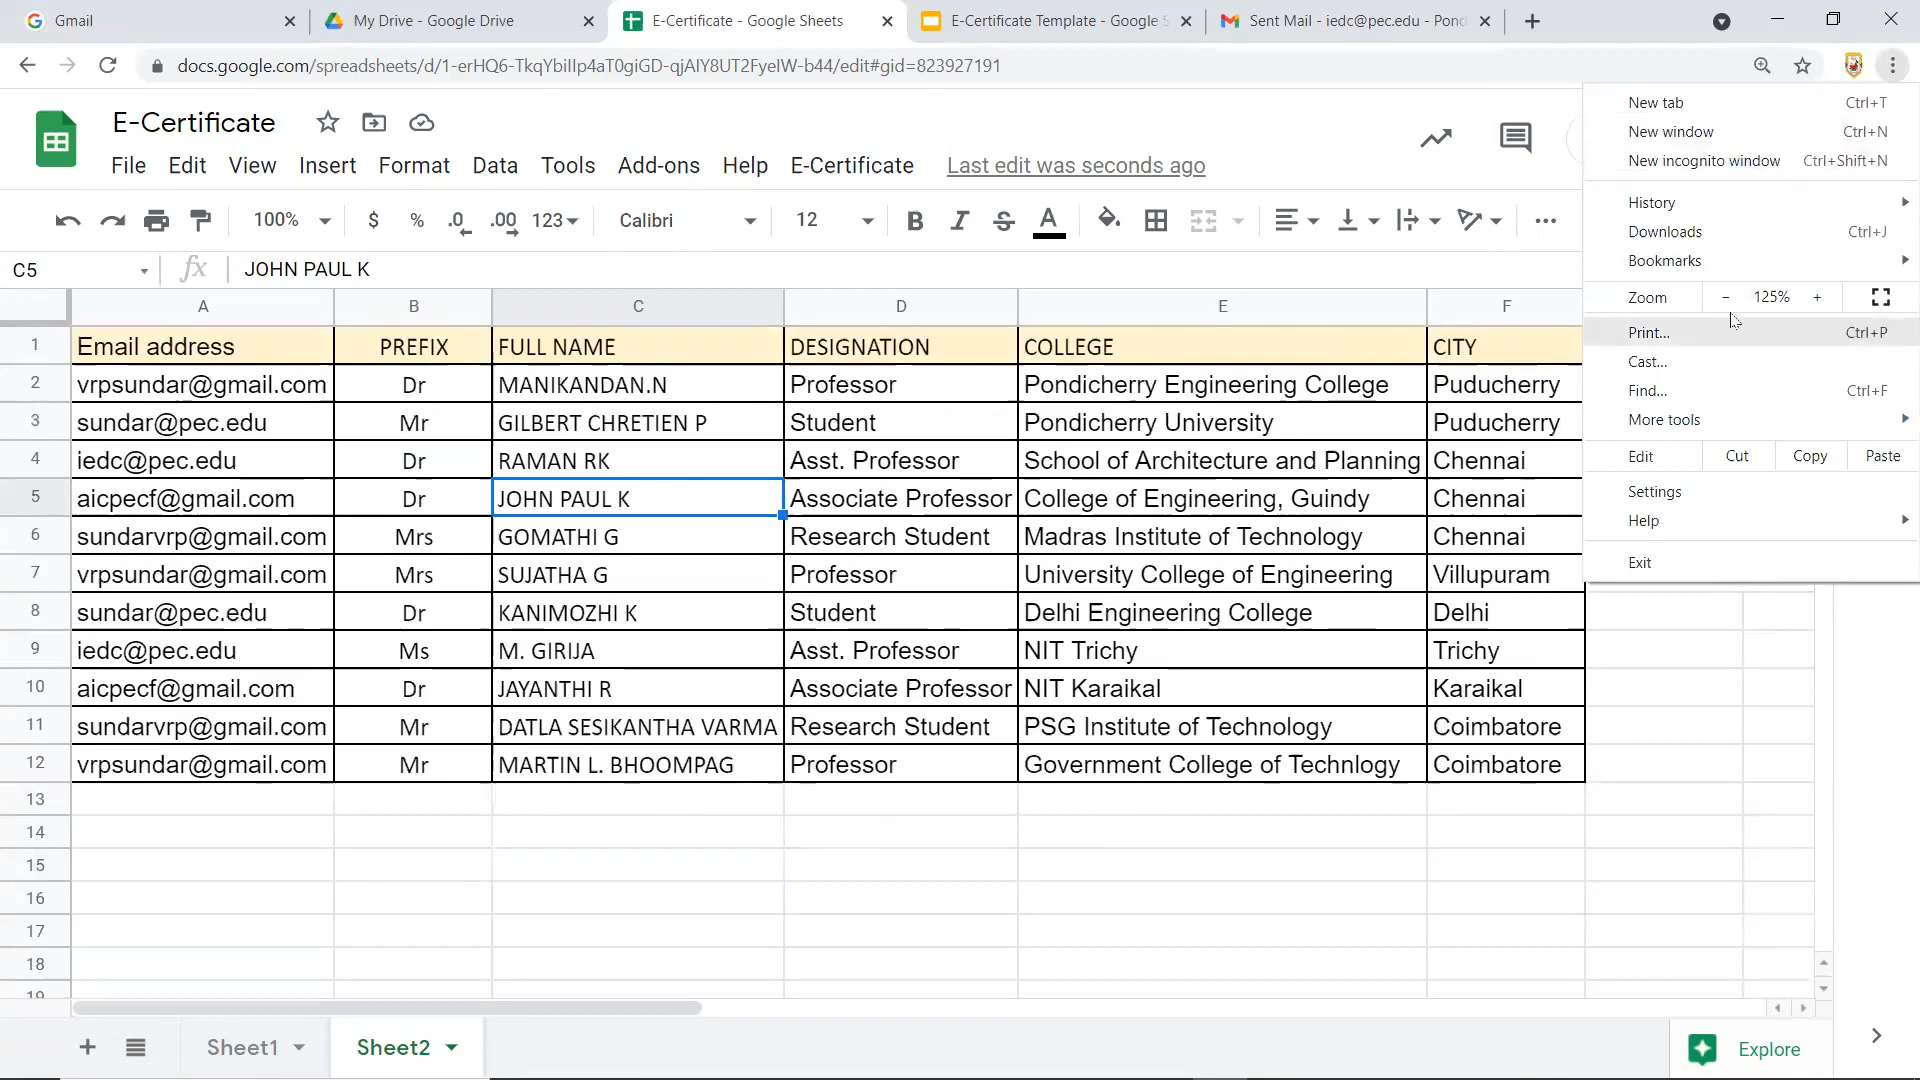 Gmail
My Drive - Google Drive
E-Certificate - Google Sheets
E-Certificate Template - Google S
Sent Mail - iedc@pec.edu - Pond
docs.google.com/spreadsheets/d/1-erHQ6-TkqYbiIIp4aT0giGD-qjAIY8UT2FyeIW-b44/edit#gid=823927191
E-Certificate
File Edit View Insert Format Data Tools Add-ons Help E-Certificate Last edit was seconds ago
100% $ % .0 .00 123 Calibri 12 B I S A
C5 fx JOHN PAUL K
A B C D E F
1 Email address PREFIX FULL NAME DESIGNATION COLLEGE CITY
2 vrpsundar@gmail.com Dr MANIKANDAN.N Professor Pondicherry Engineering College Puducherry
3 sundar@pec.edu Mr GILBERT CHRETIEN P Student Pondicherry University Puducherry
4 iedc@pec.edu Dr RAMAN RK Asst. Professor School of Architecture and Planning Chennai
5 aicpecf@gmail.com Dr JOHN PAUL K Associate Professor College of Engineering, Guindy Chennai
6 sundarvrp@gmail.com Mrs GOMATHI G Research Student Madras Institute of Technology Chennai
7 vrpsundar@gmail.com Mrs SUJATHA G Professor University College of Engineering Villupuram
8 sundar@pec.edu Dr KANIMOZHI K Student Delhi Engineering College Delhi
9 iedc@pec.edu Ms M. GIRIJA Asst. Professor NIT Trichy Trichy
10 aicpecf@gmail.com Dr JAYANTHI R Associate Professor NIT Karaikal Karaikal
11 sundarvrp@gmail.com Mr DATLA SESIKANTHA VARMA Research Student PSG Institute of Technology Coimbatore
12 vrpsundar@gmail.com Mr MARTIN L. BHOOMPAG Professor Government College of Technlogy Coimbatore
13
14
15
16
17
18
19
New tab Ctrl+T
New window Ctrl+N
New incognito window Ctrl+Shift+N
History
Downloads Ctrl+J
Bookmarks
Zoom - 125% +
Print... Ctrl+P
Cast...
Find... Ctrl+F
More tools
Edit Cut Copy Paste
Settings
Help
Exit
Sheet1 Sheet2 Explore